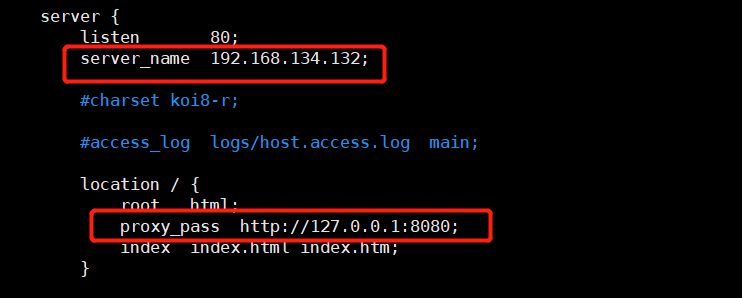 server {
listen 80;
server_name 192.168.134.132;
#charset koi8-r;
#access_log logs/host.access.log main;
location / {
root html;
proxy_pass http://127.0.0.1:8080;
index index.html index.htm;
}